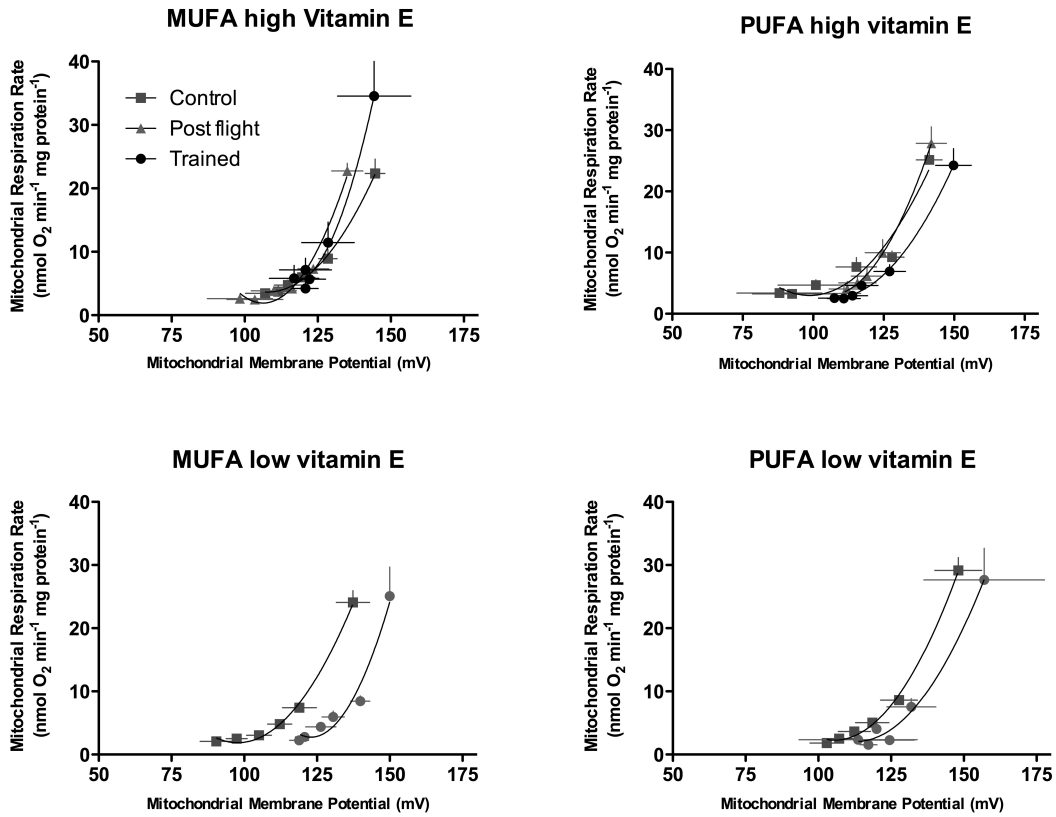 MUFA high Vitamin E
Mitochondrial Respiration Rate
(nmol O2 min-1 mg protein-1)
40
30
20
10
0
Control
Post flight
Trained
50 75 100 125 150 175
Mitochondrial Membrane Potential (mV)
PUFA high vitamin E
Mitochondrial Respiration Rate
(nmol O2 min-1 mg protein-1)
40
30
20
10
0
50 75 100 125 150 175
Mitochondrial Membrane Potential (mV)
MUFA low vitamin E
Mitochondrial Respiration Rate
(nmol O2 min-1 mg protein-1)
40
30
20
10
0
50 75 100 125 150 175
Mitochondrial Membrane Potential (mV)
PUFA low vitamin E
Mitochondrial Respiration Rate
(nmol O2 min-1 mg protein-1)
40
30
20
10
0
50 75 100 125 150 175
Mitochondrial Membrane Potential (mV)